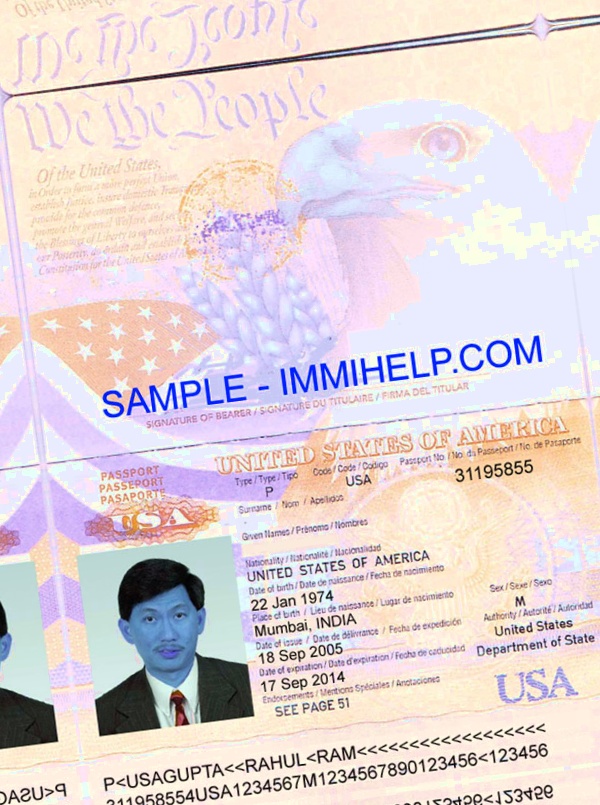 We the People
We the People
Of the United States,
in Order to form a more perfect Union,
establish Justice, insure domestic
provide for the common defence,
promote the general Welfare, and
the Blessings of Liberty to ourselves
our Posterity, do ordain and establish
Constitution for the United States of
SAMPLE - IMMIHELP.COM
SIGNATURE OF BEARER / SIGNATURE DU TITULAIRE / FIRMA DEL TITULAR
PASSPORT
PASSEPORT
PASAPORTE
USA
UNITED STATES OF AMERICA
Type / Type / Tipo Code / Code / Codigo Passport No. / No. du Passeport / No. de Pasaporte
P USA 31195855
Surname / Nom / Apellidos
Given Names / Prénoms / Nombres
Nationality / Nationalité / Nacionalidad
UNITED STATES OF AMERICA
Date of birth / Date de naissance / Fecha de nacimiento
22 Jan 1974
Place of birth / Lieu de naissance / Lugar de nacimiento
Mumbai, INDIA
Sex / Sexe / Sexo
M
Date of issue / Date de délivrance / Fecha de expedición
18 Sep 2005
Authority / Autorité / Autoridad
United States
Department of State
Date of expiration / Date d'expiration / Fecha de caducidad
17 Sep 2014
Endorsements / Mentions Spéciales / Anotaciones
SEE PAGE 51
USA
P<USAGUPTA<<RAHUL<RAM<<<<<<<<<<<<<<<<<<
311958554USA1234567M1234567890123456<123456